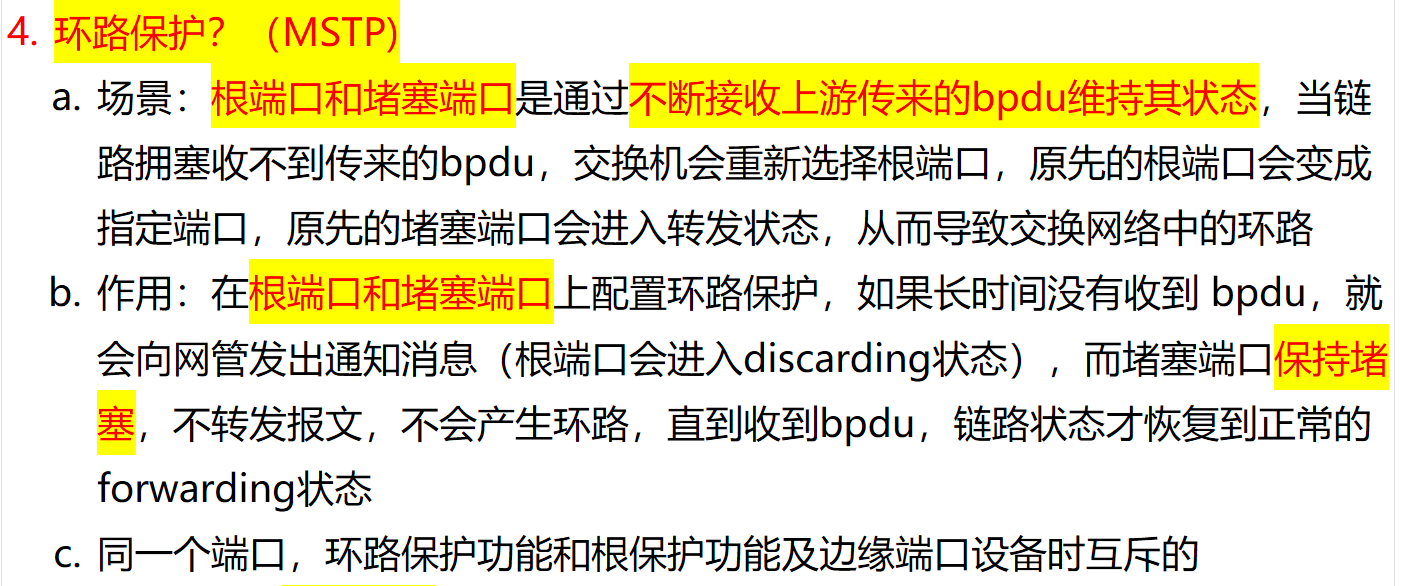 4. 环路保护？（MSTP)
a. 场景：根端口和堵塞端口是通过不断接收上游传来的bpdu维持其状态，当链
路拥塞收不到传来的bpdu，交换机会重新选择根端口，原先的根端口会变成
指定端口，原先的堵塞端口会进入转发状态，从而导致交换网络中的环路
b. 作用：在根端口和堵塞端口上配置环路保护，如果长时间没有收到 bpdu，就
会向网管发出通知消息（根端口会进入discarding状态），而堵塞端口保持堵
塞，不转发报文，不会产生环路，直到收到bpdu，链路状态才恢复到正常的
forwarding状态
c. 同一个端口，环路保护功能和根保护功能及边缘端口设备时互斥的